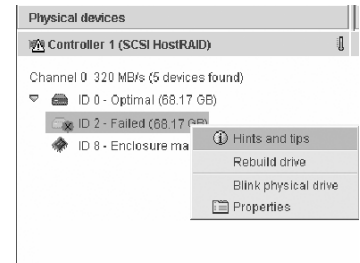 Physical devices
Controller 1 (SCSI HostRAID)
Channel 0 320 MB/s (5 devices found)
ID 0 - Optimal (68.17 GB)
ID 2 - Failed (68.17 GB)
ID 8 - Enclosure ma
Hints and tips
Rebuild drive
Blink physical drive
Properties